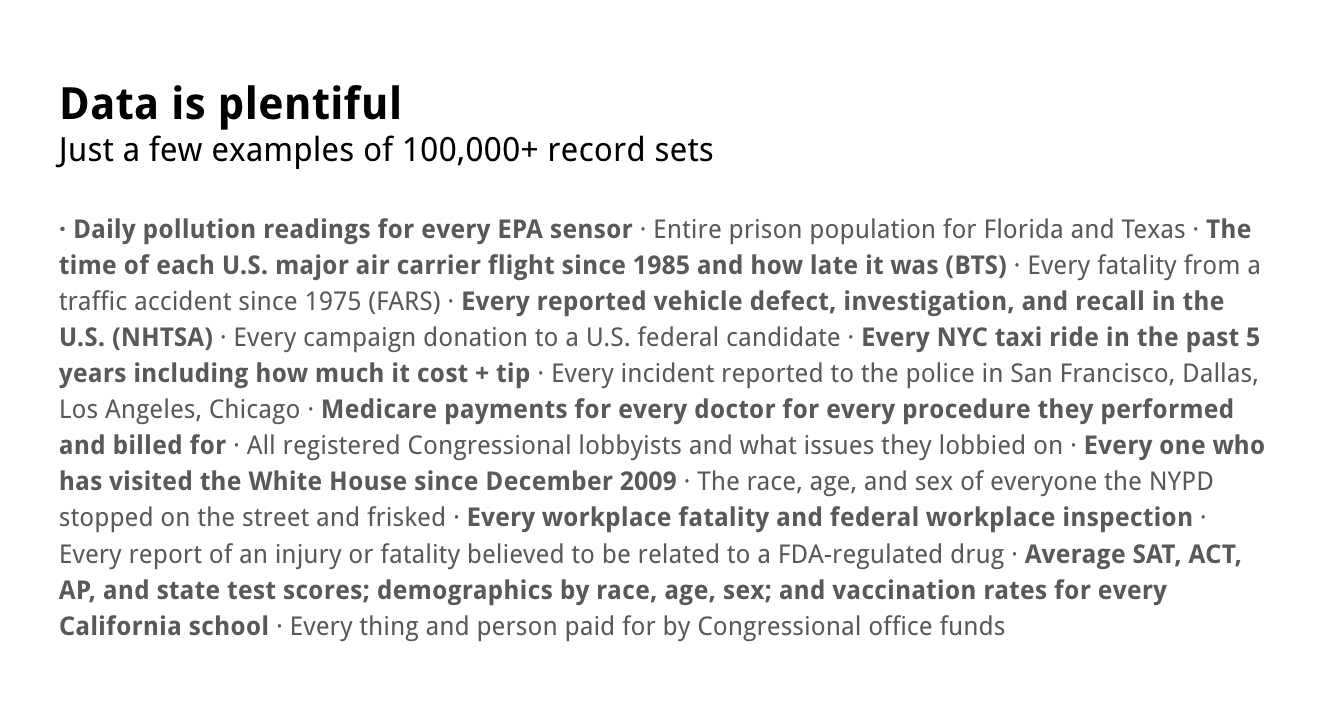 Data is plentiful
Just a few examples of 100,000+ record sets
· Daily pollution readings for every EPA sensor · Entire prison population for Florida and Texas · The
time of each U.S. major air carrier flight since 1985 and how late it was (BTS) · Every fatality from a
traffic accident since 1975 (FARS) · Every reported vehicle defect, investigation, and recall in the
U.S. (NHTSA) · Every campaign donation to a U.S. federal candidate · Every NYC taxi ride in the past 5
years including how much it cost + tip · Every incident reported to the police in San Francisco, Dallas,
Los Angeles, Chicago · Medicare payments for every doctor for every procedure they performed
and billed for · All registered Congressional lobbyists and what issues they lobbied on · Every one who
has visited the White House since December 2009 · The race, age, and sex of everyone the NYPD
stopped on the street and frisked · Every workplace fatality and federal workplace inspection ·
Every report of an injury or fatality believed to be related to a FDA-regulated drug · Average SAT, ACT,
AP, and state test scores; demographics by race, age, sex; and vaccination rates for every
California school · Every thing and person paid for by Congressional office funds